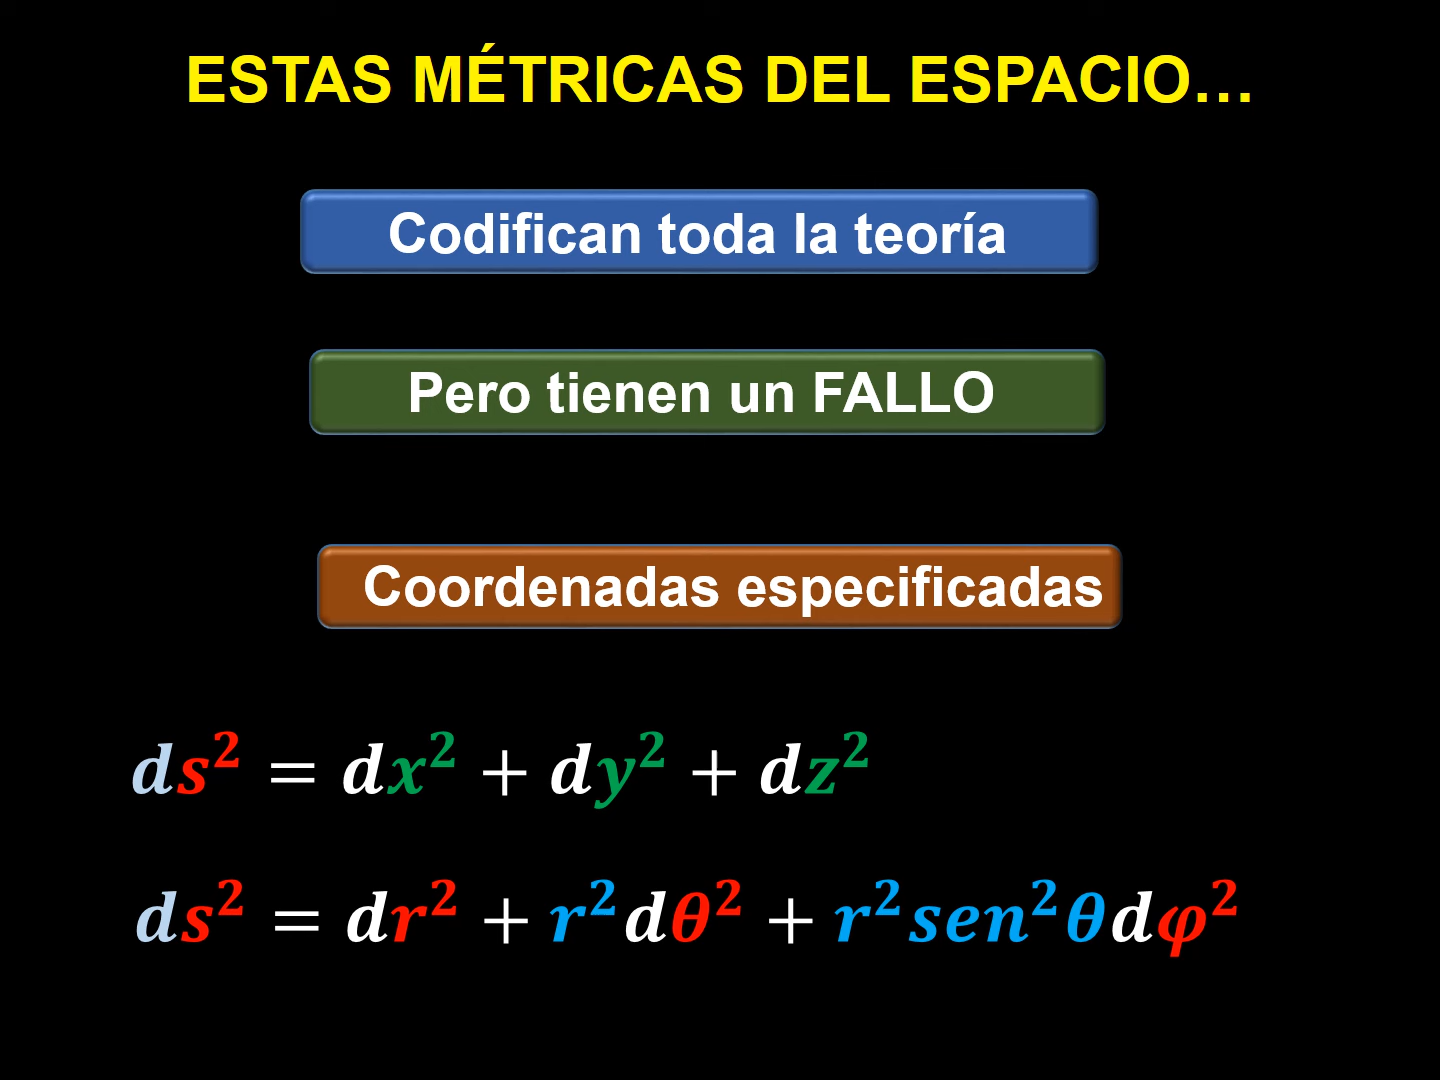 ESTAS MÉTRICAS DEL ESPACIO…
Codifican toda la teoría
Pero tienen un FALLO
Coordenadas especificadas
ds² = dx² + dy² + dz²
ds² = dr² + r²dθ² + r²sen²θdφ²